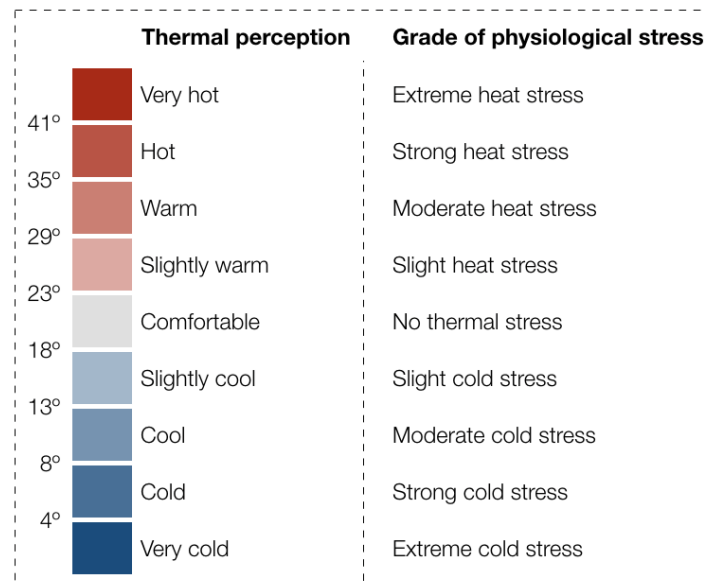 Thermal perception Grade of physiological stress
Very hot Extreme heat stress
41º
Hot Strong heat stress
35º
Warm Moderate heat stress
29º
Slightly warm Slight heat stress
23º
Comfortable No thermal stress
18º
Slightly cool Slight cold stress
13º
Cool Moderate cold stress
8º
Cold Strong cold stress
4º
Very cold Extreme cold stress